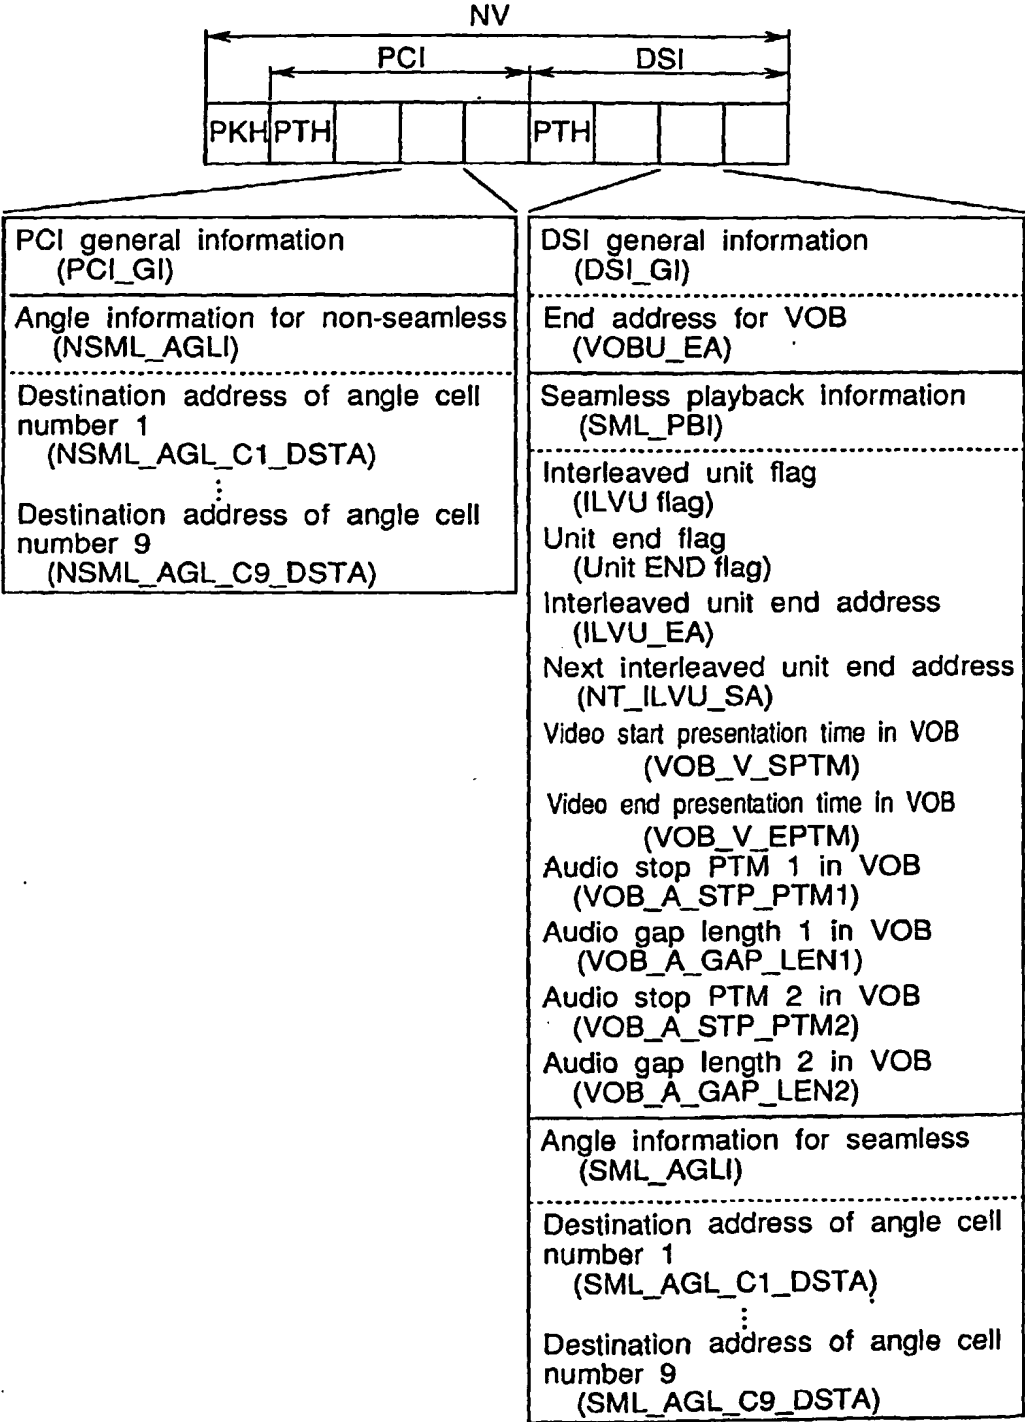 NV
PCI
DSI
PKH PTH PTH
PCI general information
(PCI_GI)
Angle information for non-seamless
(NSML_AGLI)
Destination address of angle cell
number 1
(NSML_AGL_C1_DSTA)
⋮
Destination address of angle cell
number 9
(NSML_AGL_C9_DSTA)
DSI general information
(DSI_GI)
End address for VOB
(VOBU_EA)
Seamless playback information
(SML_PBI)
Interleaved unit flag
(ILVU flag)
Unit end flag
(Unit END flag)
Interleaved unit end address
(ILVU_EA)
Next interleaved unit end address
(NT_ILVU_SA)
Video start presentation time in VOB
(VOB_V_SPTM)
Video end presentation time in VOB
(VOB_V_EPTM)
Audio stop PTM 1 in VOB
(VOB_A_STP_PTM1)
Audio gap length 1 in VOB
(VOB_A_GAP_LEN1)
Audio stop PTM 2 in VOB
(VOB_A_STP_PTM2)
Audio gap length 2 in VOB
(VOB_A_GAP_LEN2)
Angle information for seamless
(SML_AGLI)
Destination address of angle cell
number 1
(SML_AGL_C1_DSTA)
⋮
Destination address of angle cell
number 9
(SML_AGL_C9_DSTA)